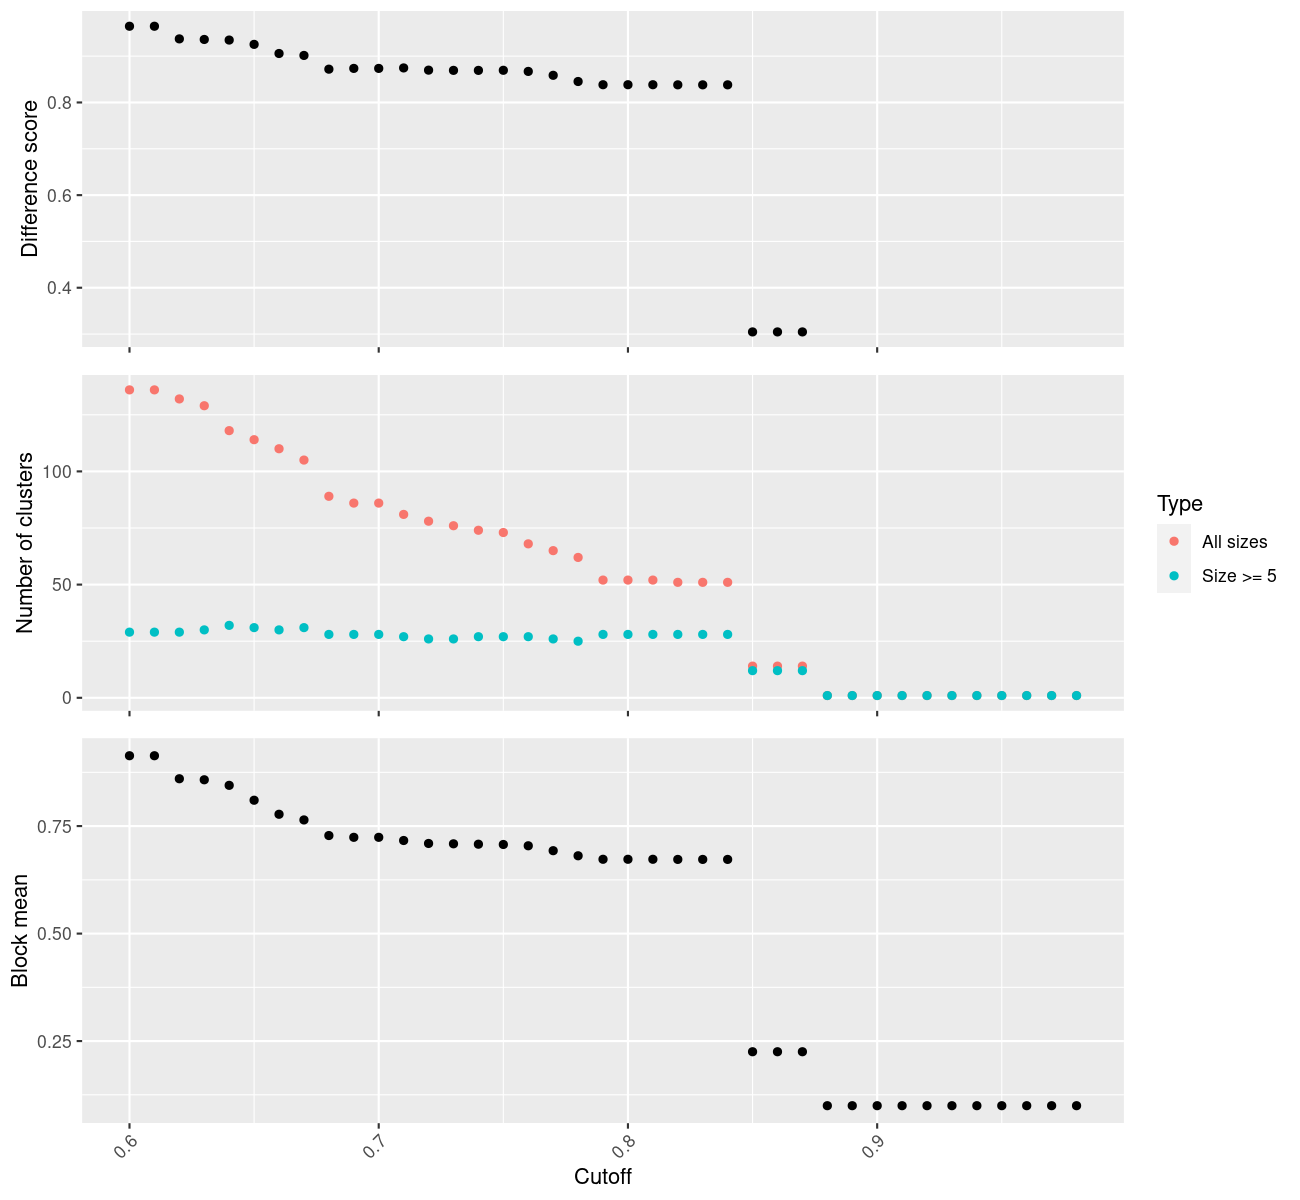 Difference score
0.8
0.6
0.4
Number of clusters
100
50
0
Type
All sizes
Size >= 5
Block mean
0.75
0.50
0.25
0.6
0.7
0.8
0.9
Cutoff